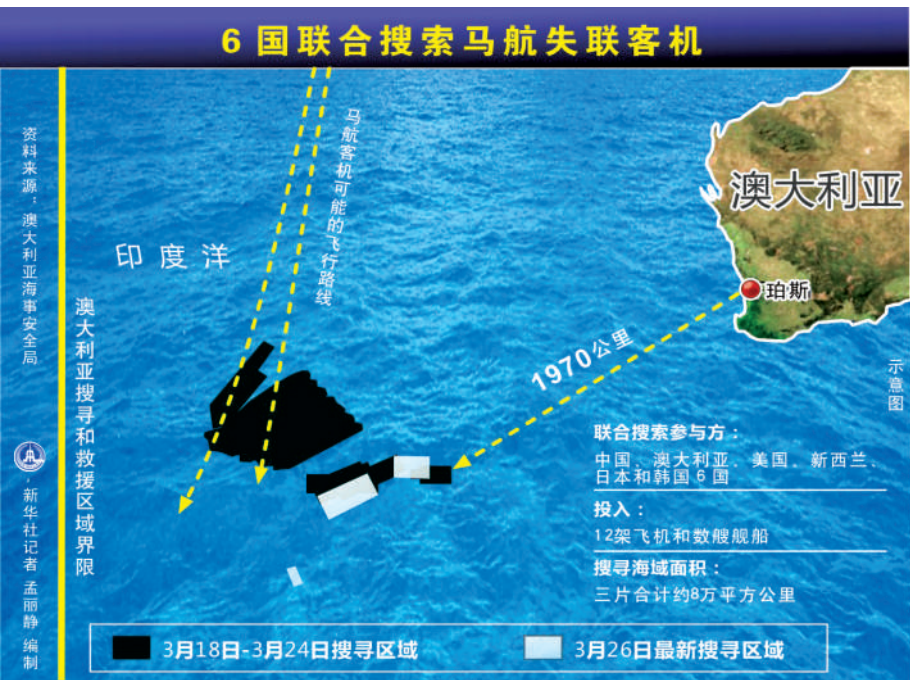 6国联合搜索马航失联客机
资料来源：澳大利亚海事安全局
新华社记者 孟丽静 编制
澳大利亚搜寻和救援区域界限
印度洋
马航客机可能的飞行路线
澳大利亚
珀斯
1970公里
示意图
联合搜索参与方：
中国、澳大利亚、美国、新西兰、
日本和韩国6国
投入：
12架飞机和数艘舰船
搜寻海域面积：
三片合计约8万平方公里
3月18日-3月24日搜寻区域
3月26日最新搜寻区域